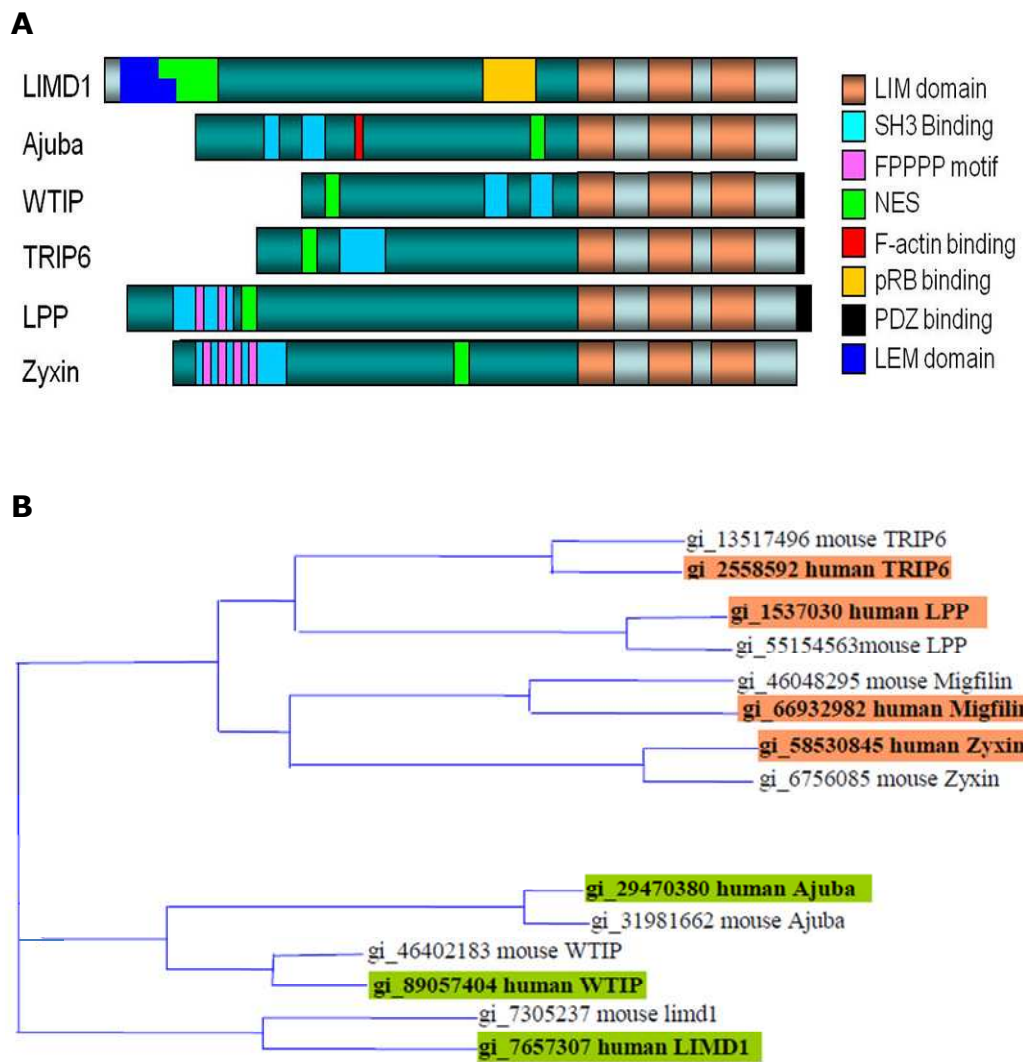 A
LIMD1
Ajuba
WTIP
TRIP6
LPP
Zyxin
LIM domain
SH3 Binding
FPPPP motif
NES
F-actin binding
pRB binding
PDZ binding
LEM domain
B
gi_13517496 mouse TRIP6
gi_2558592 human TRIP6
gi_1537030 human LPP
gi_55154563mouse LPP
gi_46048295 mouse Migfilin
gi_66932982 human Migfilin
gi_58530845 human Zyxin
gi_6756085 mouse Zyxin
gi_29470380 human Ajuba
gi_31981662 mouse Ajuba
gi_46402183 mouse WTIP
gi_89057404 human WTIP
gi_7305237 mouse limd1
gi_7657307 human LIMD1